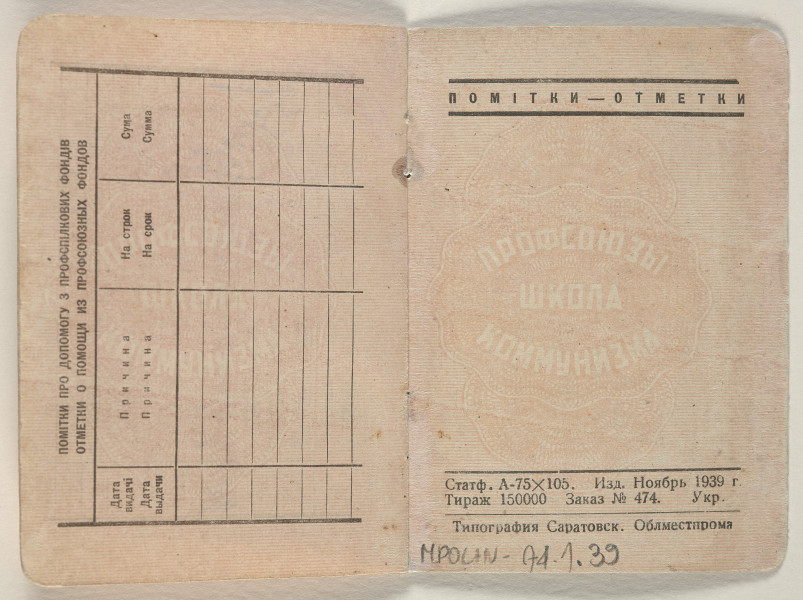 ПОМІТКИ ПРО ДОПОМОГУ З ПРОФСПІЛКОВИХ ФОНДІВ
ОТМЕТКИ О ПОМОЩИ ИЗ ПРОФСОЮЗНЫХ ФОНДОВ
Дата видачі
Дата выдачи
Причина
Причина
На строк
На срок
Сума
Сумма
ПОМІТКИ — ОТМЕТКИ
ПРОФСОЮЗЫ
ШКОЛА
КОММУНИЗМА
Статф. А-75×105. Изд. Ноябрь 1939 г.
Тираж 150000 Заказ № 474. Укр.
Типография Саратовск. Облместпрома
MPOLIN-A4.1.39